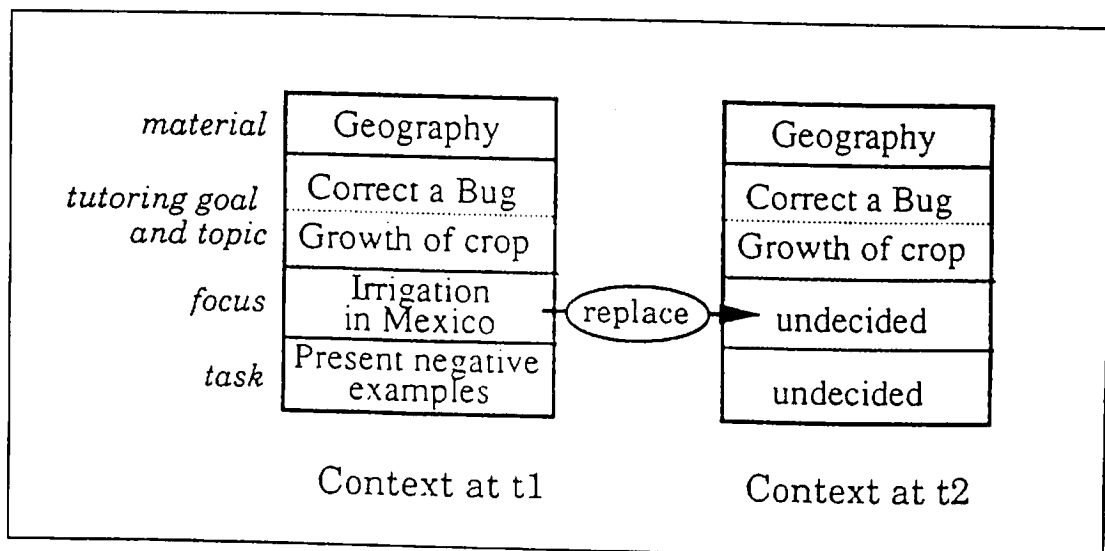 material
Geography
Geography
tutoring goal
and topic
Correct a Bug
Growth of crop
Correct a Bug
Growth of crop
focus
Irrigation
in Mexico
replace
undecided
task
Present negative
examples
undecided
Context at t1
Context at t2